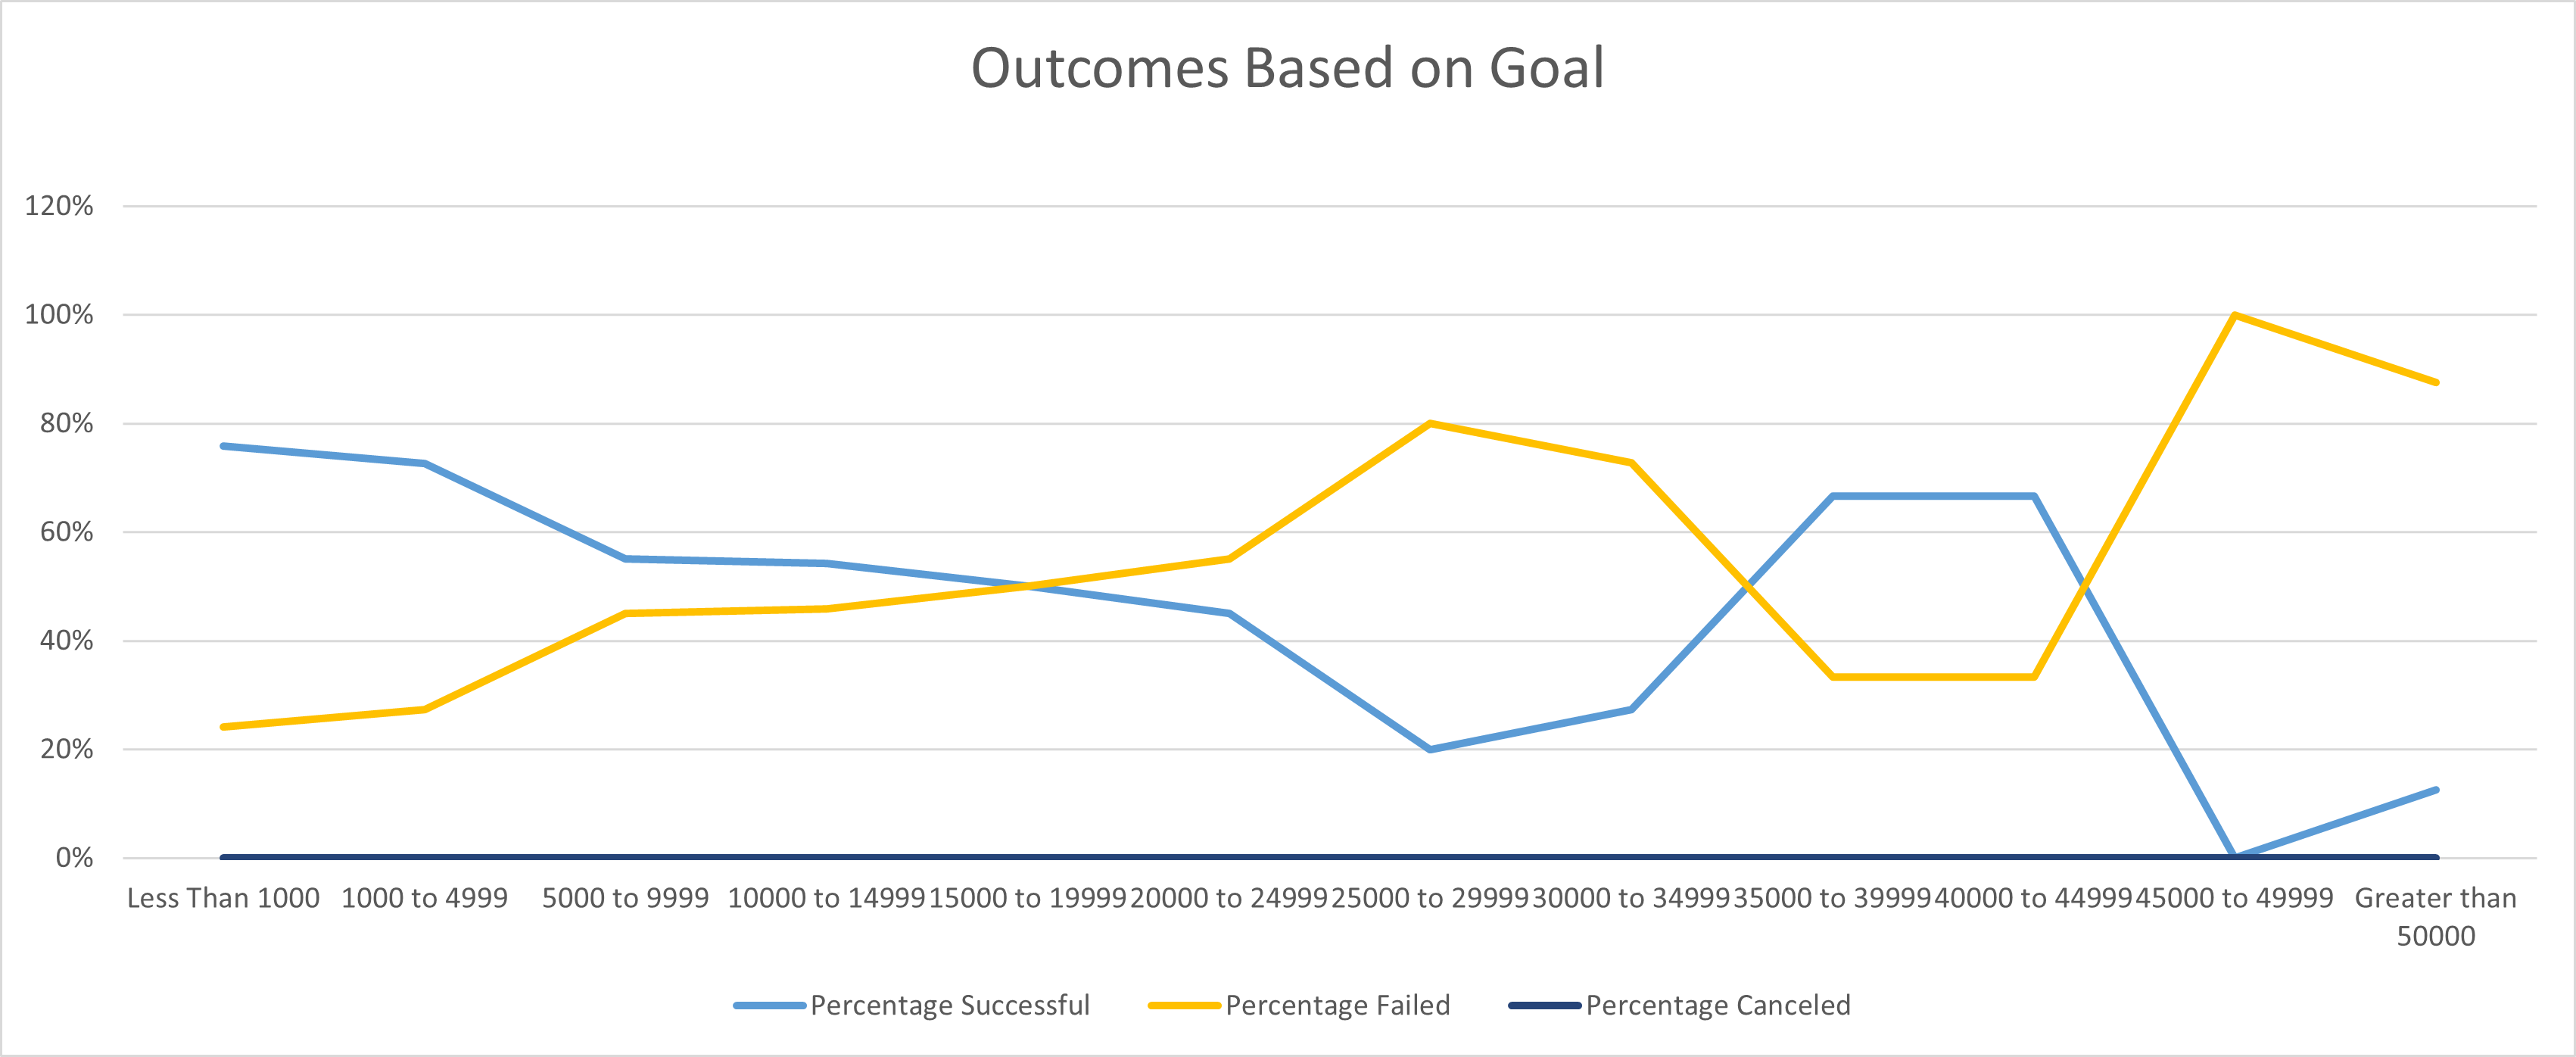 Outcomes Based on Goal
120%
100%
80%
60%
40%
20%
0%
Less Than 1000
1000 to 4999
5000 to 9999
10000 to 14999
15000 to 19999
20000 to 24999
25000 to 29999
30000 to 34999
35000 to 39999
40000 to 44999
45000 to 49999
Greater than
50000
Percentage Successful
Percentage Failed
Percentage Canceled